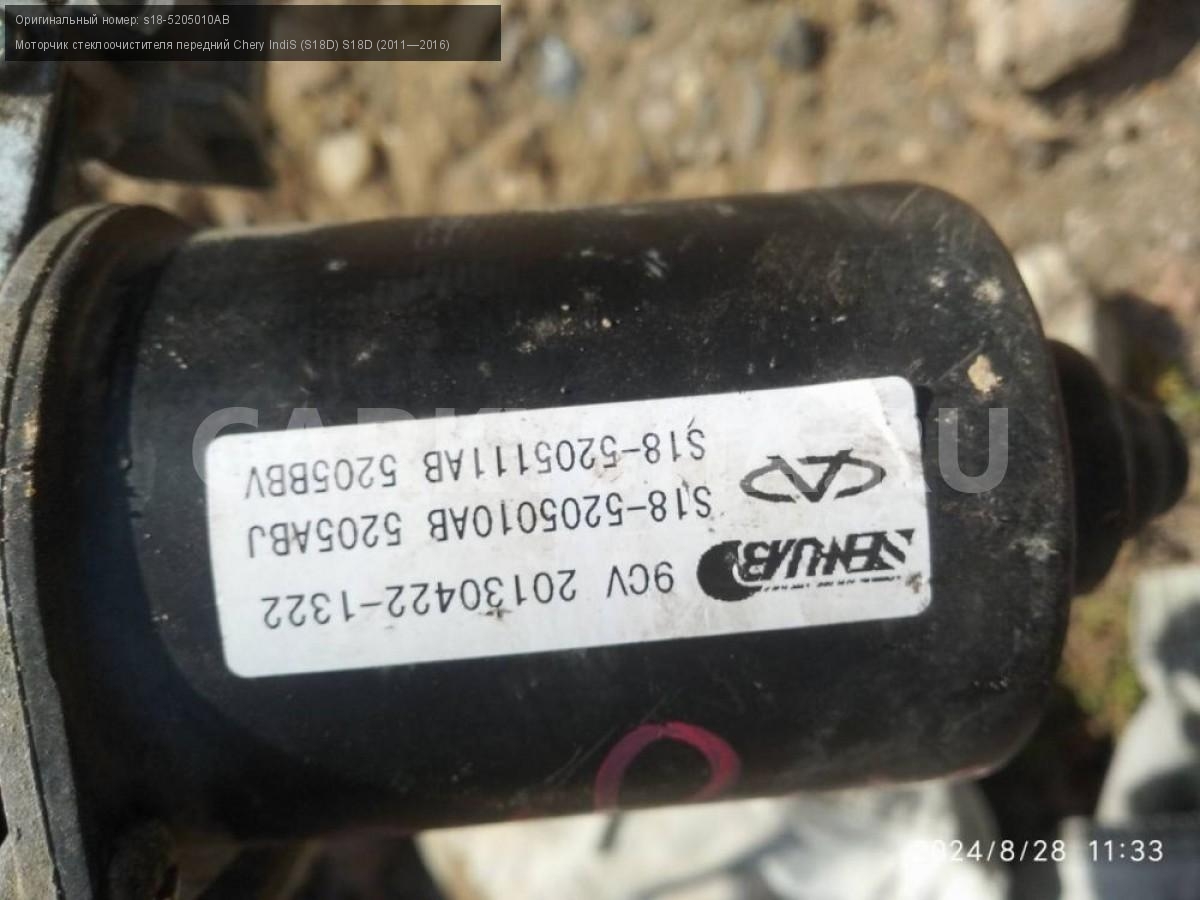 Оригинальный номер: s18-5205010AB
Моторчик стеклоочистителя передний Chery IndiS (S18D) S18D (2011—2016)
9CV 20130422-1322
S18-5205010AB 5205ABJ
S18-5205111AB 5205BBV
2024/8/28 11:33